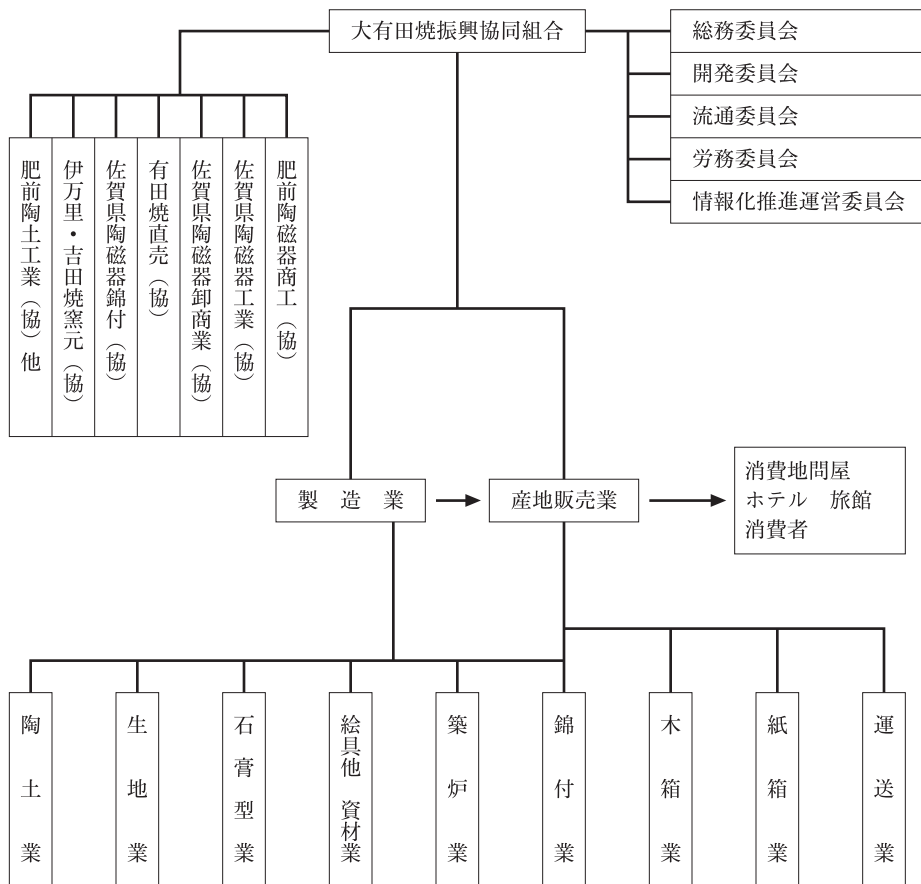 大有田焼振興協同組合
総務委員会
開発委員会
流通委員会
労務委員会
情報化推進運営委員会
肥前陶土工業（協）他
伊万里・吉田焼窯元（協）
佐賀県陶磁器錦付（協）
有田焼直売（協）
佐賀県陶磁器卸商業（協）
佐賀県陶磁器工業（協）
肥前陶磁器商工（協）
製　造　業
産地販売業
消費地問屋
ホテル　旅館
消費者
陶土業
生地業
石膏型業
絵具他 資材業
築炉業
錦付業
木箱業
紙箱業
運送業